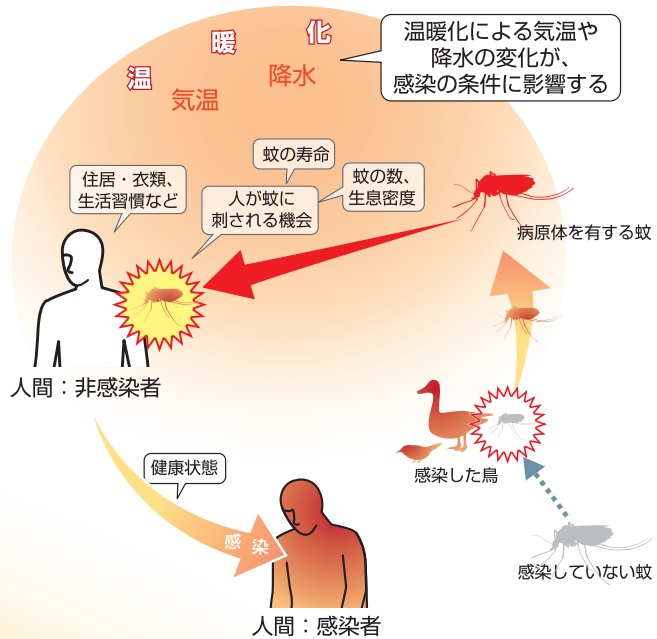 温暖化
温暖化による気温や
降水の変化が、
感染の条件に影響する
気温
降水
蚊の寿命
住居・衣類、
生活習慣など
人が蚊に
刺される機会
蚊の数、
生息密度
病原体を有する蚊
人間：非感染者
感染した鳥
健康状態
感染
感染していない蚊
人間：感染者